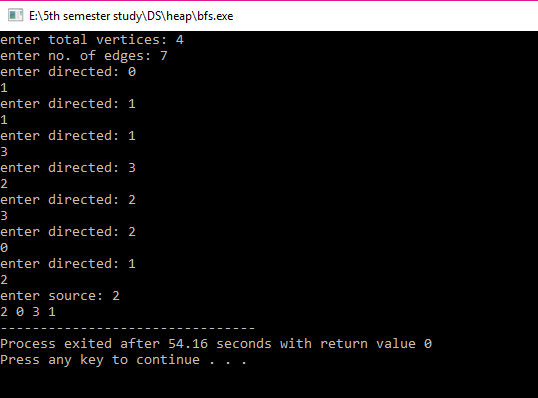 E:\5th semester study\DS\heap\bfs.exe
enter total vertices: 4
enter no. of edges: 7
enter directed: 0
1
enter directed: 1
1
enter directed: 1
3
enter directed: 3
2
enter directed: 2
3
enter directed: 2
0
enter directed: 1
2
enter source: 2
2 0 3 1
--------------------------------
Process exited after 54.16 seconds with return value 0
Press any key to continue . . .